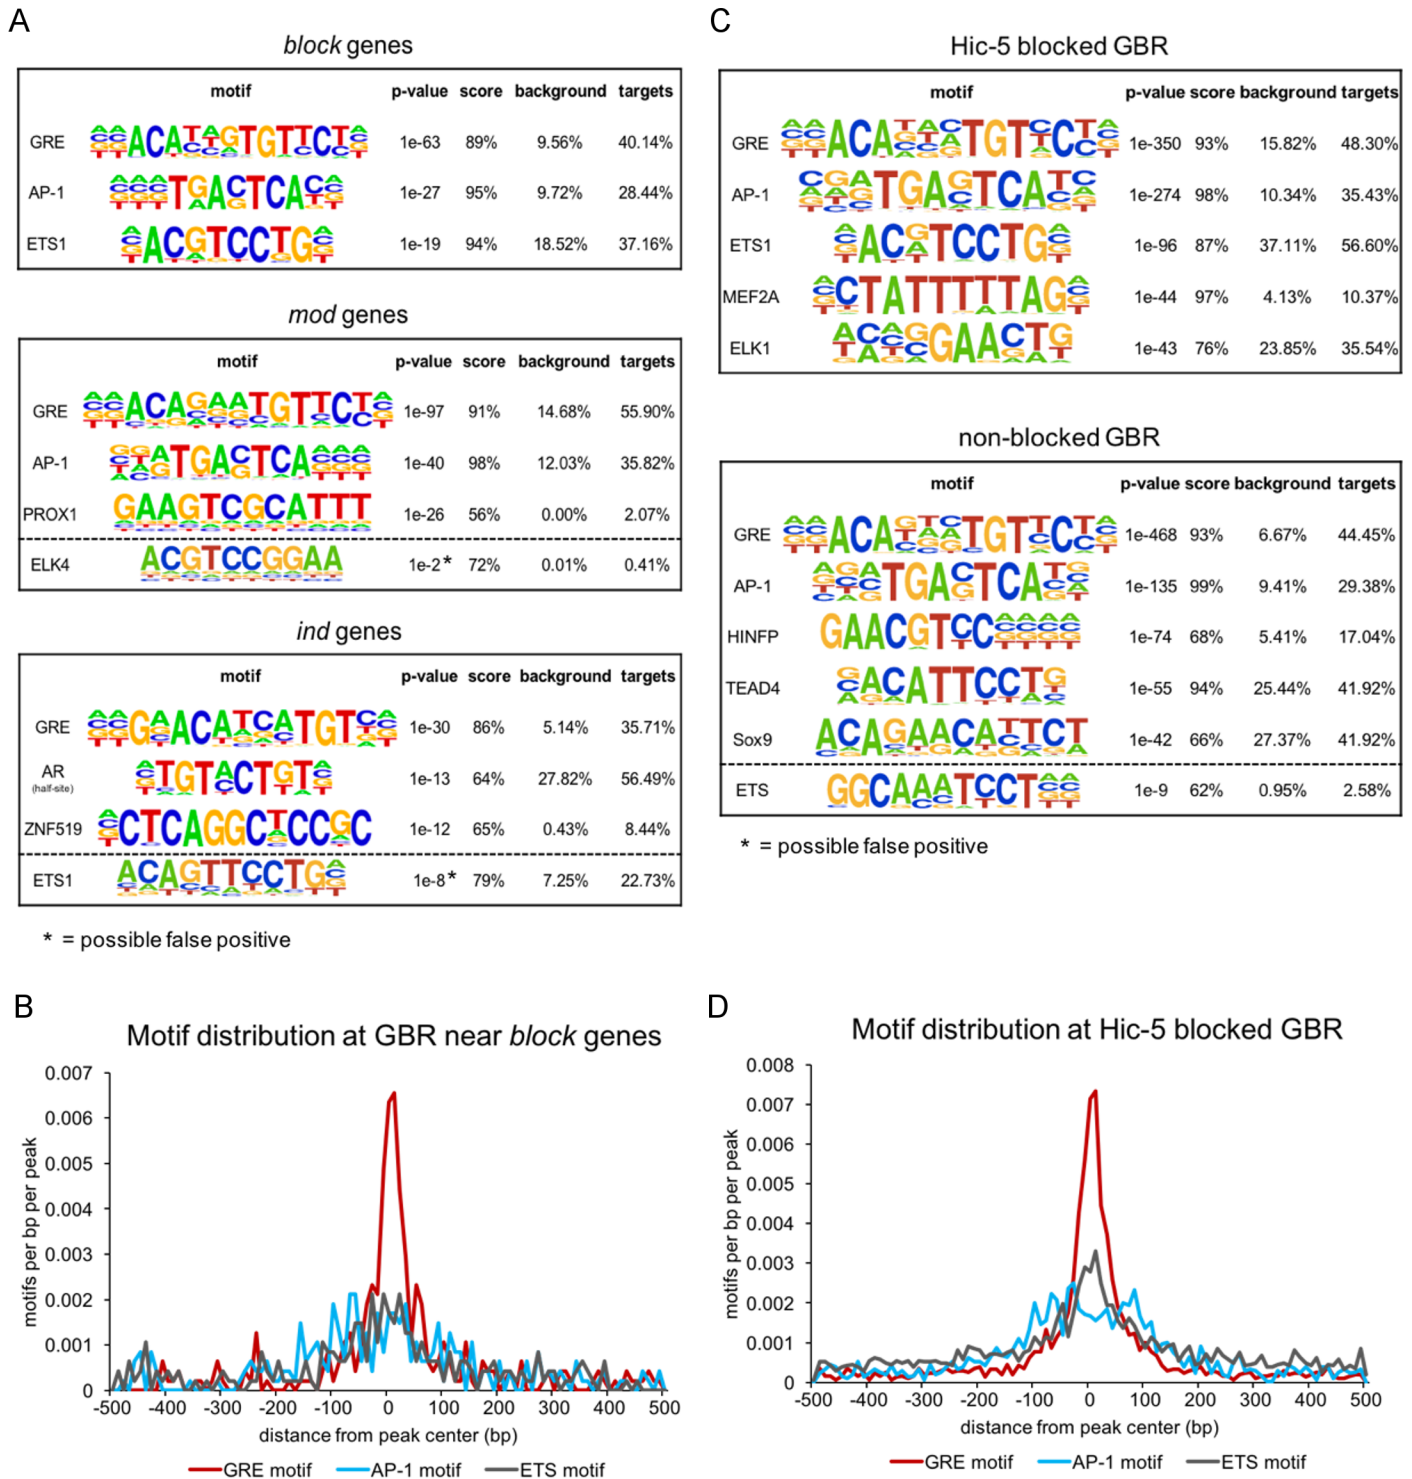 A
block genes
motif p-value score background targets
GRE 1e-63 89% 9.56% 40.14%
AP-1 1e-27 95% 9.72% 28.44%
ETS1 1e-19 94% 18.52% 37.16%
mod genes
motif p-value score background targets
GRE 1e-97 91% 14.68% 55.90%
AP-1 1e-40 98% 12.03% 35.82%
PROX1 GAAGTCGCATTT 1e-26 56% 0.00% 2.07%
ELK4 ACGTCCGGAA 1e-2* 72% 0.01% 0.41%
ind genes
motif p-value score background targets
GRE 1e-30 86% 5.14% 35.71%
AR 1e-13 64% 27.82% 56.49%
(half-site)
ZNF519 1e-12 65% 0.43% 8.44%
ETS1 1e-8* 79% 7.25% 22.73%
* = possible false positive
B
Motif distribution at GBR near block genes
motifs per bp per peak
0.007
0.006
0.005
0.004
0.003
0.002
0.001
0
-500 -400 -300 -200 -100 0 100 200 300 400 500
distance from peak center (bp)
GRE motif AP-1 motif ETS motif
C
Hic-5 blocked GBR
motif p-value score background targets
GRE 1e-350 93% 15.82% 48.30%
AP-1 1e-274 98% 10.34% 35.43%
ETS1 1e-96 87% 37.11% 56.60%
MEF2A 1e-44 97% 4.13% 10.37%
ELK1 1e-43 76% 23.85% 35.54%
non-blocked GBR
motif p-value score background targets
GRE 1e-468 93% 6.67% 44.45%
AP-1 1e-135 99% 9.41% 29.38%
HINFP 1e-74 68% 5.41% 17.04%
TEAD4 1e-55 94% 25.44% 41.92%
Sox9 1e-42 66% 27.37% 41.92%
ETS 1e-9 62% 0.95% 2.58%
* = possible false positive
D
Motif distribution at Hic-5 blocked GBR
motifs per bp per peak
0.008
0.007
0.006
0.005
0.004
0.003
0.002
0.001
0
-500 -400 -300 -200 -100 0 100 200 300 400 500
distance from peak center (bp)
GRE motif AP-1 motif ETS motif